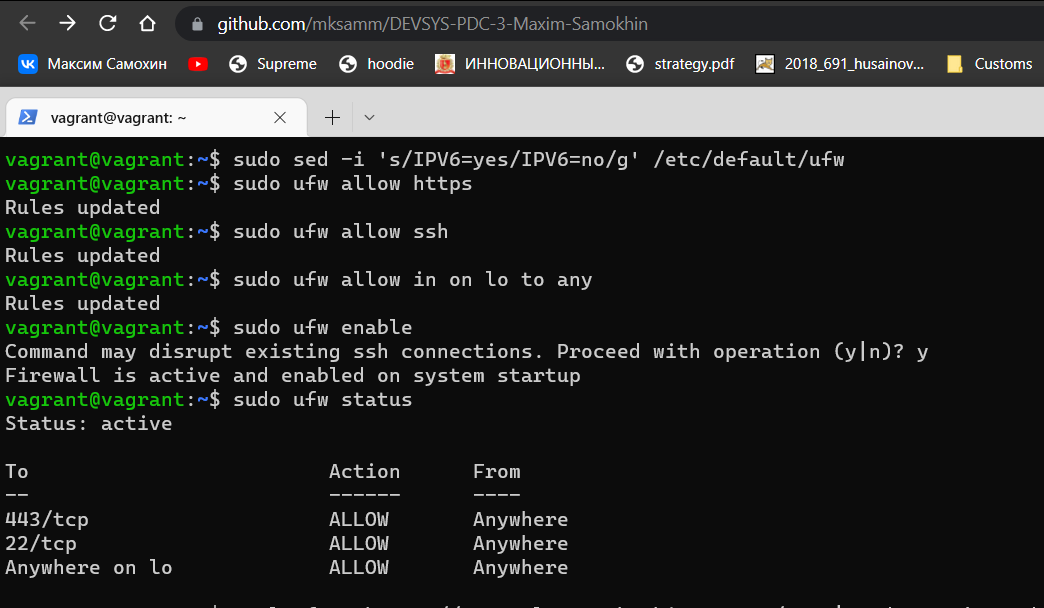 github.com/mksamm/DEVSYS-PDC-3-Maxim-Samokhin
Максим Самохин Supreme hoodie ИННОВАЦИОННЫ... strategy.pdf 2018_691_husainov... Customs
vagrant@vagrant: ~
vagrant@vagrant:~$ sudo sed -i 's/IPV6=yes/IPV6=no/g' /etc/default/ufw
vagrant@vagrant:~$ sudo ufw allow https
Rules updated
vagrant@vagrant:~$ sudo ufw allow ssh
Rules updated
vagrant@vagrant:~$ sudo ufw allow in on lo to any
Rules updated
vagrant@vagrant:~$ sudo ufw enable
Command may disrupt existing ssh connections. Proceed with operation (y|n)? y
Firewall is active and enabled on system startup
vagrant@vagrant:~$ sudo ufw status
Status: active
To Action From
-- ------ ----
443/tcp ALLOW Anywhere
22/tcp ALLOW Anywhere
Anywhere on lo ALLOW Anywhere